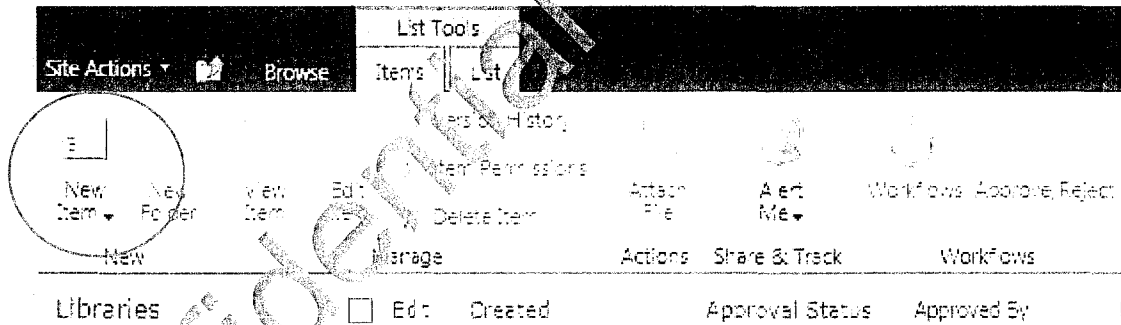 List Tools
Site Actions Browse Items List
Version History
Item Permissions
New Item New Folder View Item Edit Item Delete Item Attach File Alert Me Workflows Approve/Reject
New Manage Actions Share & Track Workflows
Libraries Edit Created Approval Status Approved By